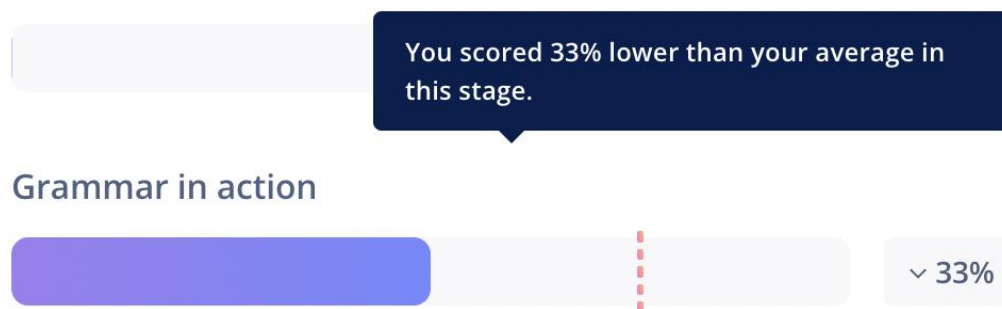 You scored 33% lower than your average in
this stage.
Grammar in action
33%